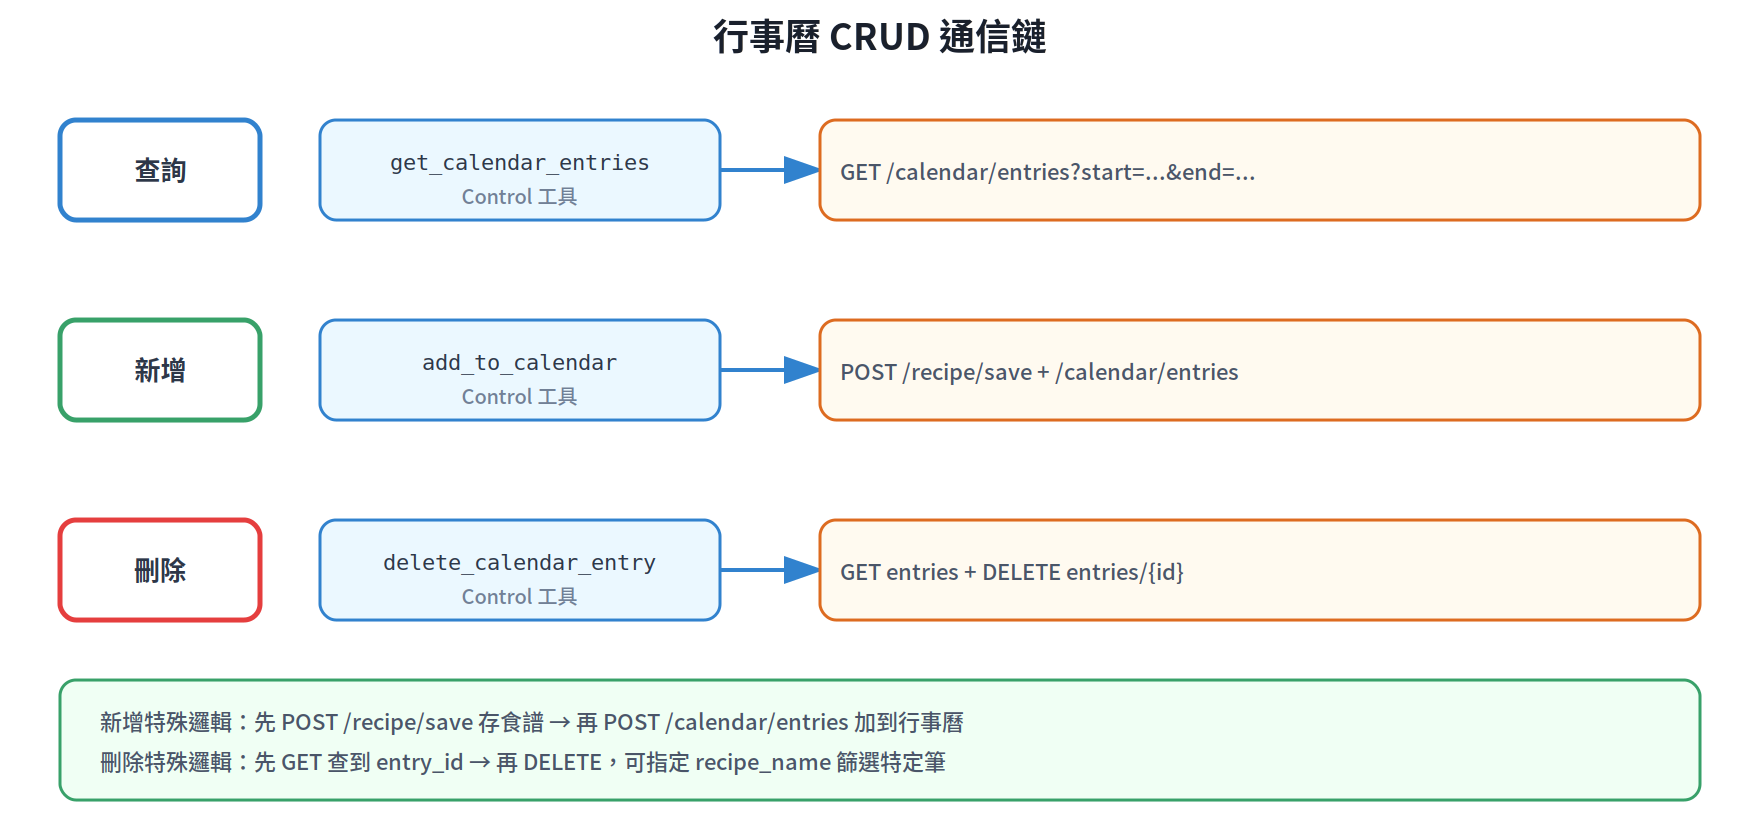 行事曆 CRUD 通信鏈
查詢
get_calendar_entries
Control 工具
GET /calendar/entries?start=...&end=...
新增
add_to_calendar
Control 工具
POST /recipe/save + /calendar/entries
刪除
delete_calendar_entry
Control 工具
GET entries + DELETE entries/{id}
新增特殊邏輯：先 POST /recipe/save 存食譜 → 再 POST /calendar/entries 加到行事曆
刪除特殊邏輯：先 GET 查到 entry_id → 再 DELETE，可指定 recipe_name 篩選特定筆